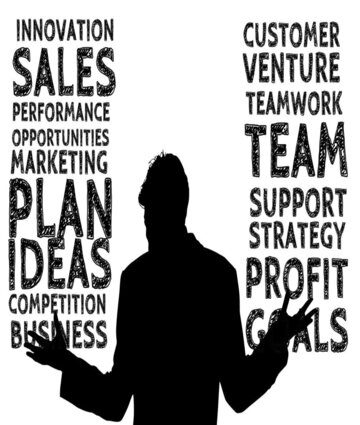 INNOVATION
SALES
PERFORMANCE
OPPORTUNITIES
MARKETING
PLAN
IDEAS
COMPETITION
BUSINESS
CUSTOMER
VENTURE
TEAMWORK
TEAM
SUPPORT
STRATEGY
PROFIT
GOALS